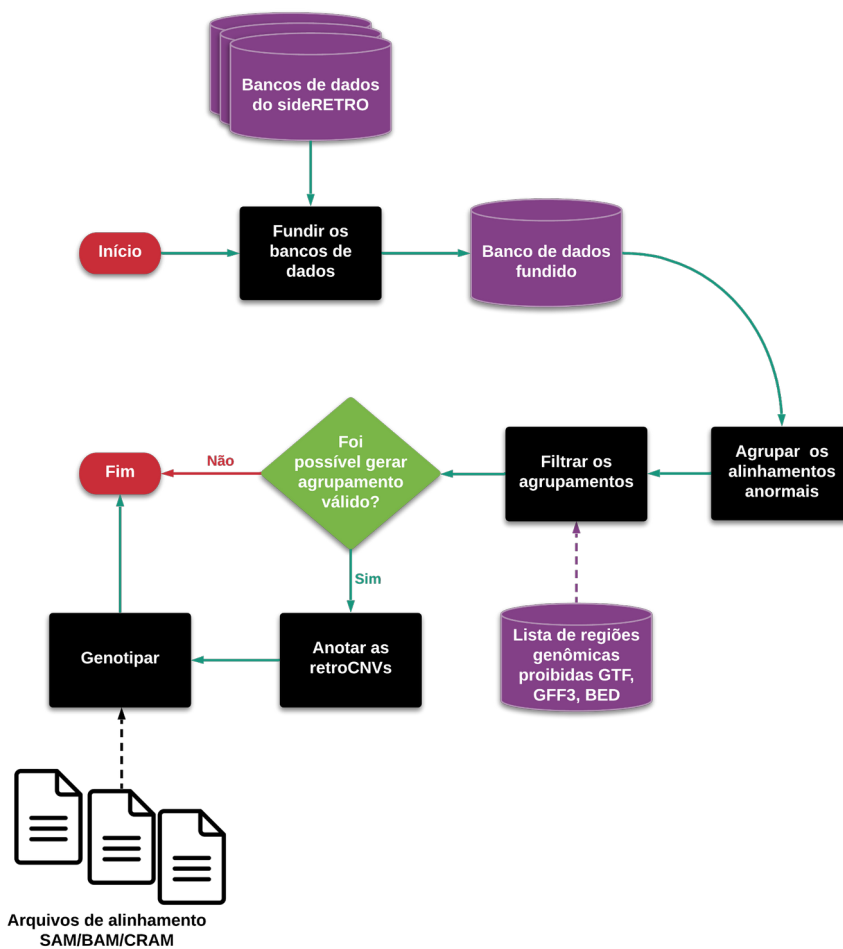 Bancos de dados
do sideRETRO
Início
Fundir os
bancos de
dados
Banco de dados
fundido
Fim
Não
Foi
possível gerar
agrupamento
válido?
Filtrar os
agrupamentos
Agrupar os
alinhamentos
anormais
Sim
Genotipar
Anotar as
retroCNVs
Lista de regiões
genômicas
proibidas GTF,
GFF3, BED
Arquivos de alinhamento
SAM/BAM/CRAM